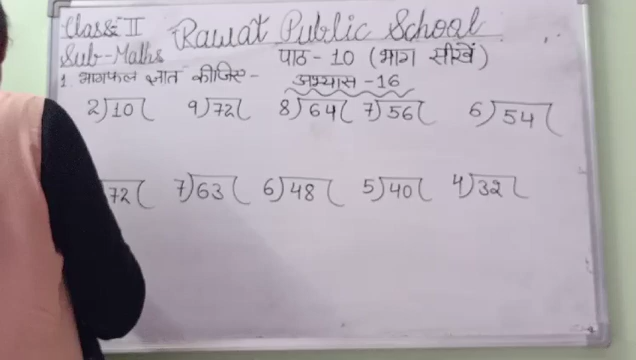 Class II Rawat Public School
Sub-Maths पाठ-10 (भाग सीखें)
1. भागफल ज्ञात कीजिए- अभ्यास-16
2)10( 9)72( 8)64( 7)56( 6)54(
72( 7)63( 6)48( 5)40( 4)32(